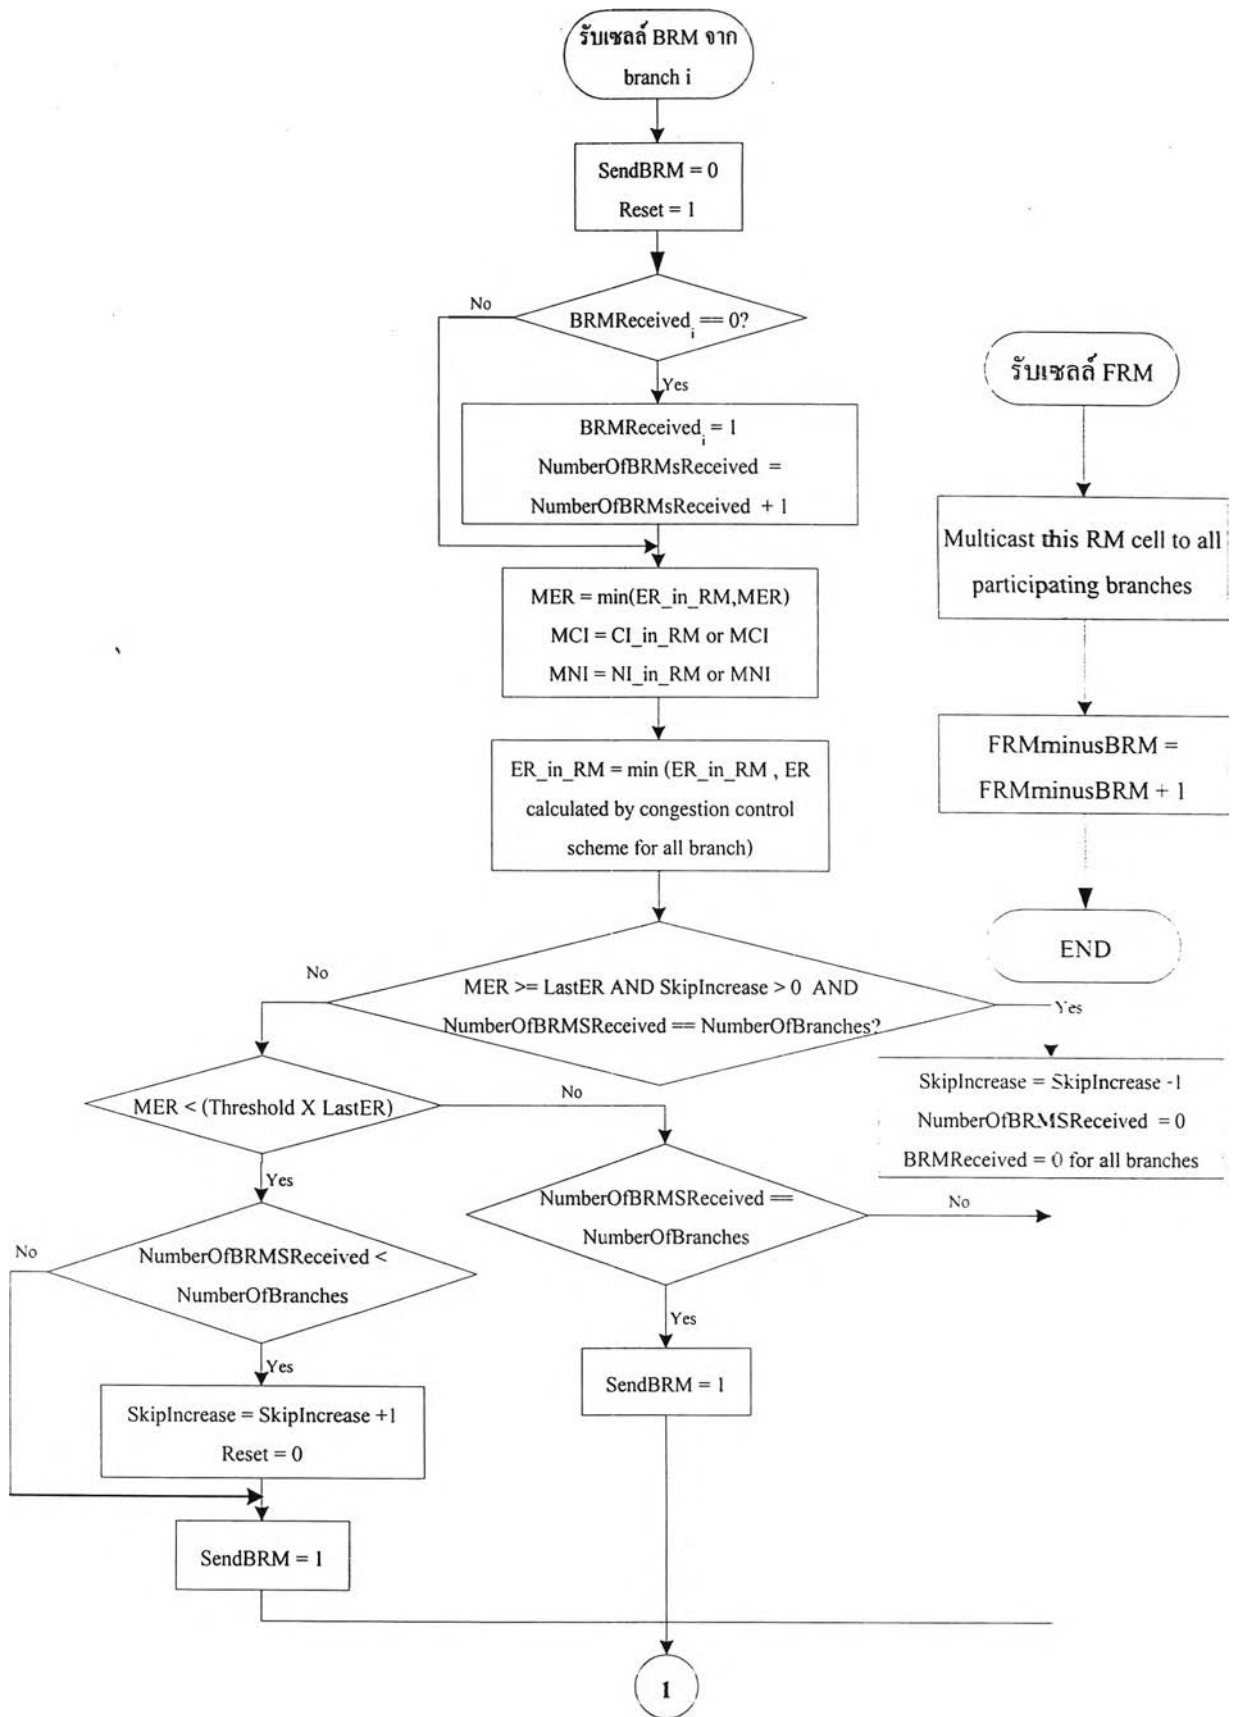 รับเซลล์ BRM จาก
branch i
SendBRM = 0
Reset = 1
No
BRMReceived i == 0?
Yes
BRMReceived i = 1
NumberOfBRMsReceived =
NumberOfBRMsReceived + 1
MER = min(ER_in_RM,MER)
MCI = CI_in_RM or MCI
MNI = NI_in_RM or MNI
ER_in_RM = min (ER_in_RM , ER
calculated by congestion control
scheme for all branch)
No
MER >= LastER AND SkipIncrease > 0 AND
NumberOfBRMSReceived == NumberOfBranches?
Yes
SkipIncrease = SkipIncrease -1
NumberOfBRMSReceived = 0
BRMReceived = 0 for all branches
MER < (Threshold X LastER)
No
Yes
NumberOfBRMSReceived ==
NumberOfBranches
No
No
NumberOfBRMSReceived <
NumberOfBranches
Yes
Yes
SkipIncrease = SkipIncrease +1
Reset = 0
SendBRM = 1
SendBRM = 1
1
รับเซลล์ FRM
Multicast this RM cell to all
participating branches
FRMminusBRM =
FRMminusBRM + 1
END